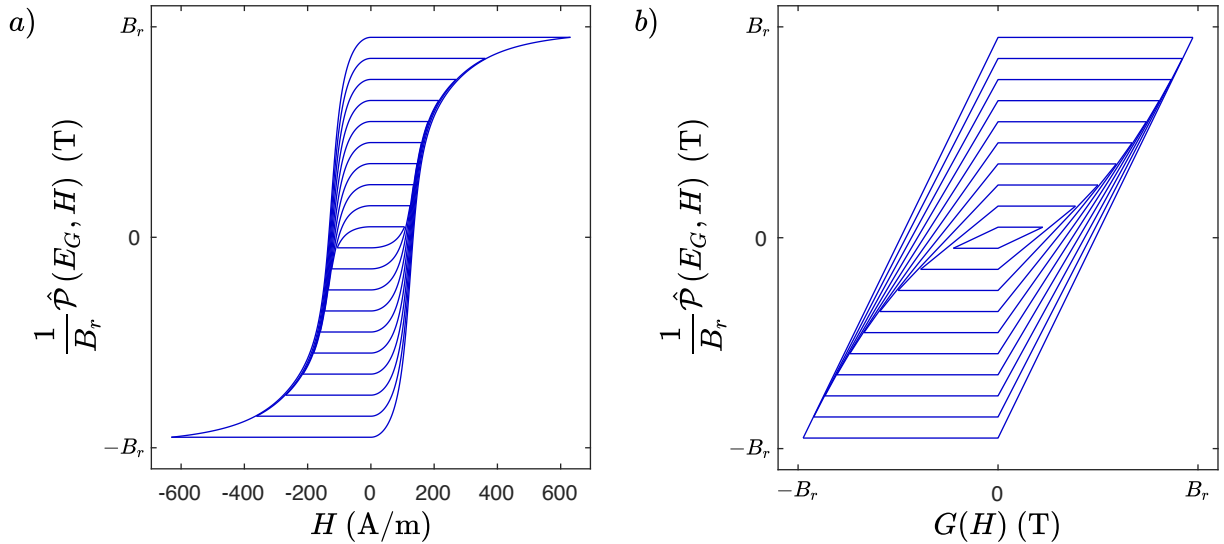 a)
B_r
0
−B_r
1/B_r 𝒫̂(E_G, H) (T)
-600 -400 -200 0 200 400 600
H (A/m)
b)
B_r
0
−B_r
1/B_r 𝒫̂(E_G, H) (T)
−B_r 0 B_r
G(H) (T)